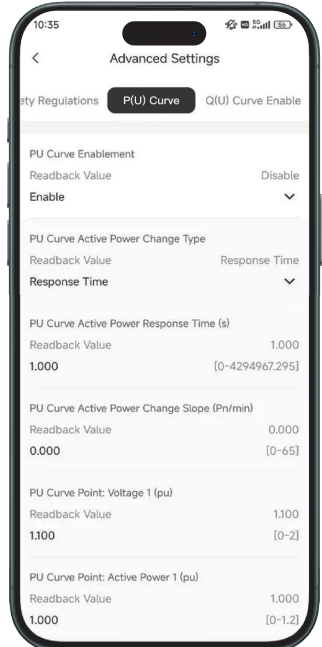 10:35
5G
56
Advanced Settings
ety Regulations P(U) Curve Q(U) Curve Enable
PU Curve Enablement
Readback Value Disable
Enable
PU Curve Active Power Change Type
Readback Value Response Time
Response Time
PU Curve Active Power Response Time (s)
Readback Value 1.000
1.000 [0-4294967.295]
PU Curve Active Power Change Slope (Pn/min)
Readback Value 0.000
0.000 [0-65]
PU Curve Point: Voltage 1 (pu)
Readback Value 1.100
1.100 [0-2]
PU Curve Point: Active Power 1 (pu)
Readback Value 1.000
1.000 [0-1.2]